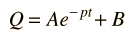 Q = Ae^{-pt} + B